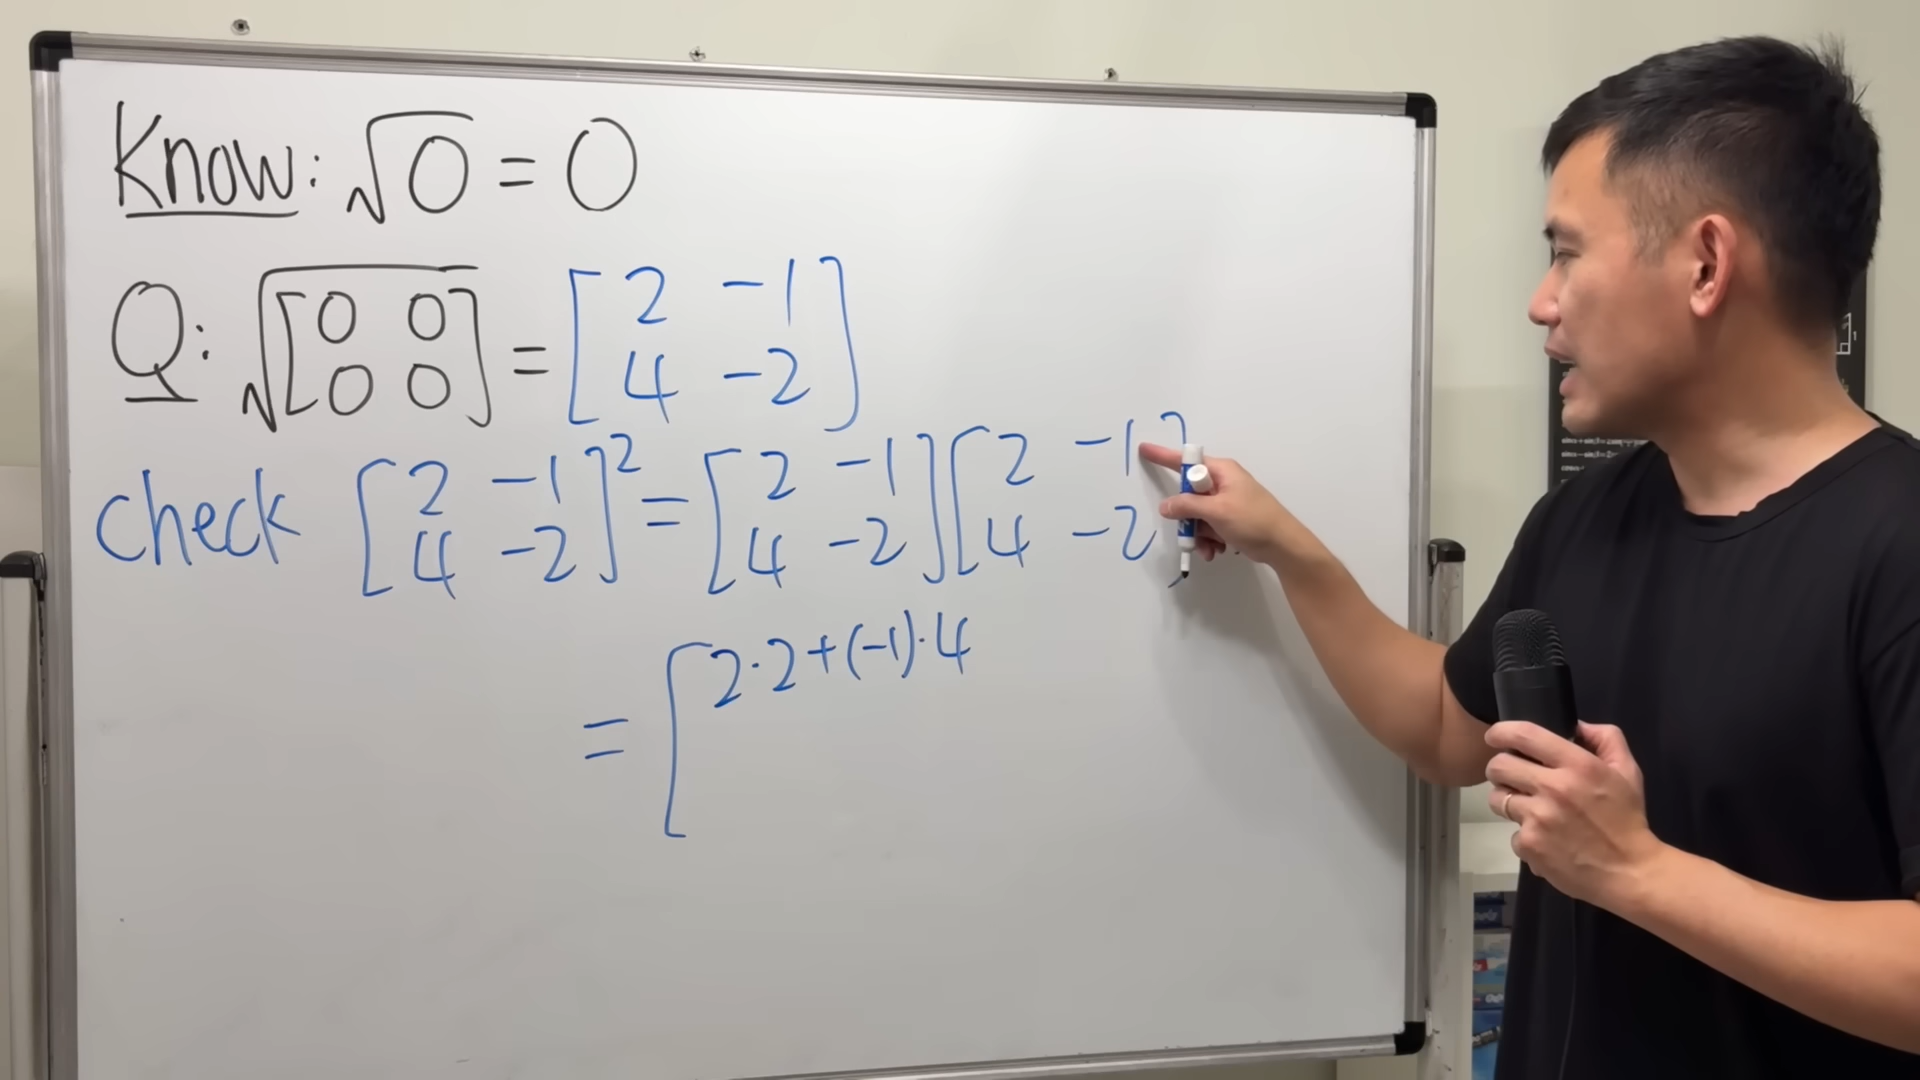 Know: √0 = 0
Q: √[0 0; 0 0] = [2 -1; 4 -2]
check [2 -1; 4 -2]² = [2 -1; 4 -2][2 -1; 4 -2]
= [2·2+(-1)·4